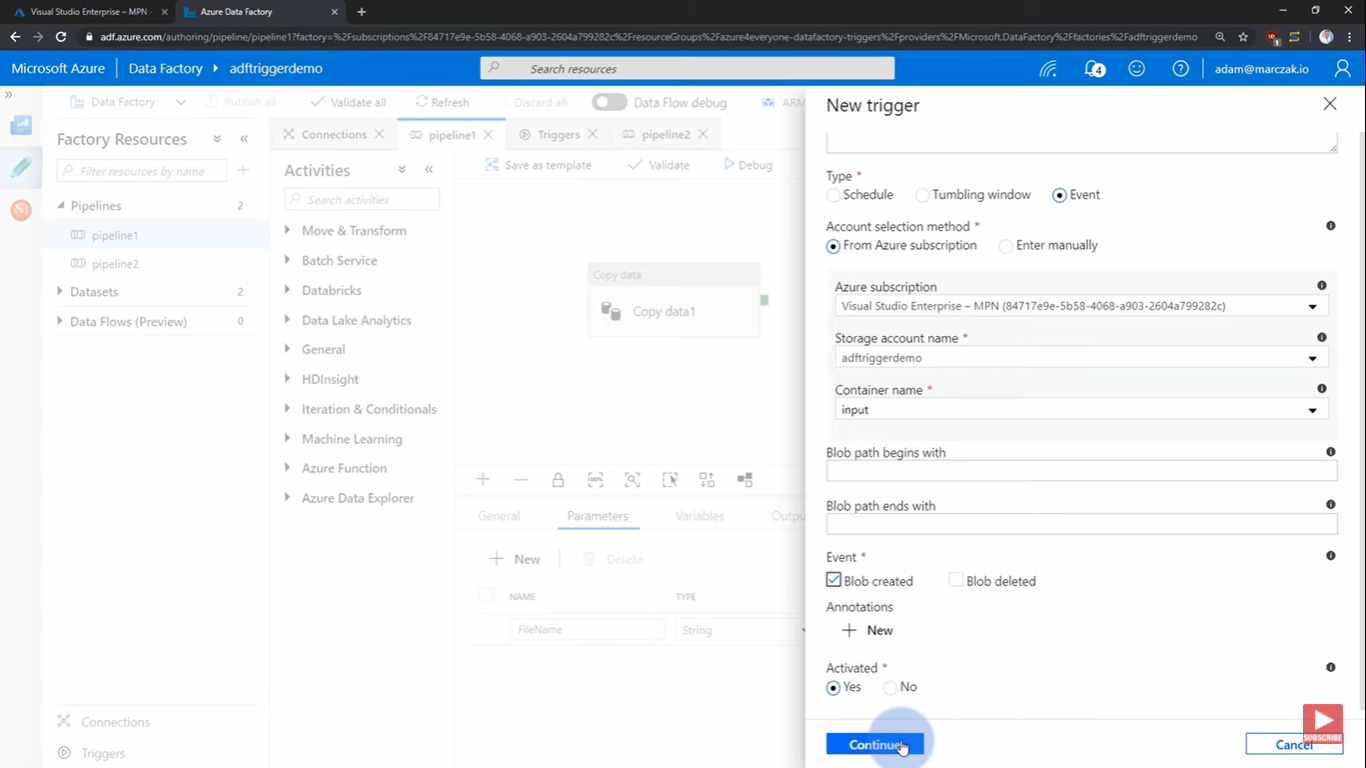 Visual Studio Enterprise – MPN
Azure Data Factory
adf.azure.com/authoring/pipeline/pipeline1?factory=%2Fsubscriptions%2F84717e9e-5b58-4068-a903-2604a799282c%2FresourceGroups%2Fazure4everyone-datafactory-triggers%2Fproviders%2FMicrosoft.DataFactory%2Ffactories%2Fadftriggerdemo
Microsoft Azure
Data Factory
adftriggerdemo
Search resources
4
adam@marczak.io
Data Factory
Publish all
Validate all
Refresh
Discard all
Data Flow debug
ARM
New trigger
Factory Resources
Connections
pipeline1
Triggers
pipeline2
Filter resources by name
Activities
Save as template
Validate
Debug
Search activities
Pipelines 2
pipeline1
pipeline2
Datasets 2
Data Flows (Preview) 0
Move & Transform
Batch Service
Databricks
Data Lake Analytics
General
HDInsight
Iteration & Conditionals
Machine Learning
Azure Function
Azure Data Explorer
Copy data
Copy data1
100%
General
Parameters
Variables
Outpu
New
Delete
NAME
TYPE
FileName
String
Connections
Triggers
Type *
Schedule
Tumbling window
Event
Account selection method *
From Azure subscription
Enter manually
Azure subscription
Visual Studio Enterprise – MPN (84717e9e-5b58-4068-a903-2604a799282c)
Storage account name *
adftriggerdemo
Container name *
input
Blob path begins with
Blob path ends with
Event *
Blob created
Blob deleted
Annotations
New
Activated *
Yes
No
Continue
Cancel
SUBSCRIBE